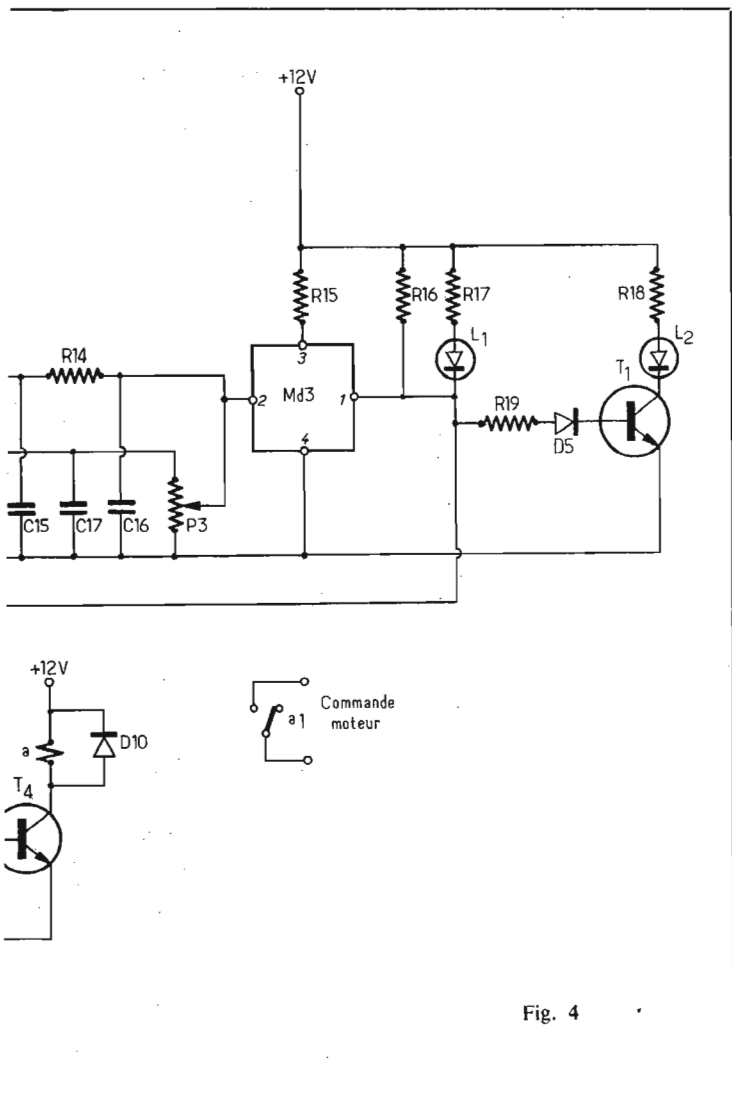 +12V
R15
R16
R17
R18
L1
L2
T1
R14
3
2
Md3
1
4
R19
D5
C15
C17
C16
P3
+12V
a
D10
T4
a1
Commande
moteur
Fig. 4